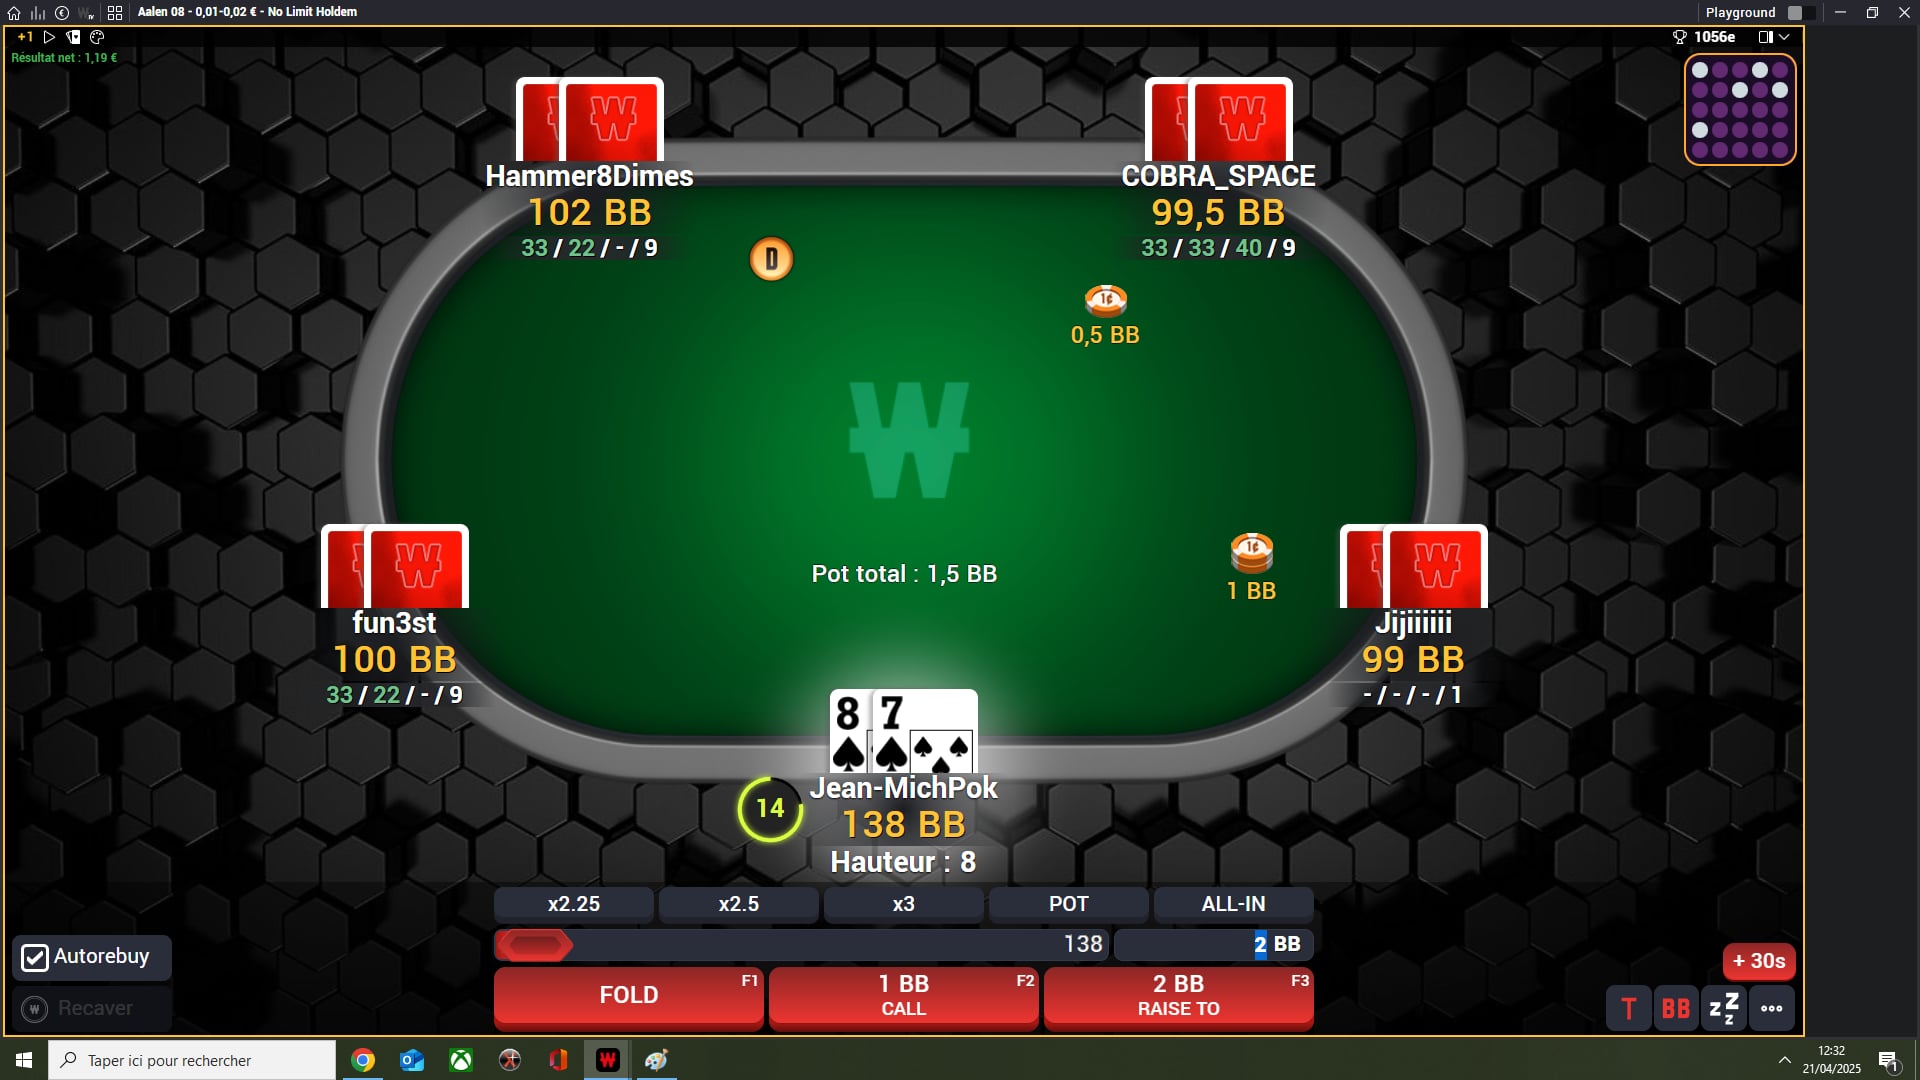 Aalen 08 - 0,01-0,02 € - No Limit Holdem
Playground
+1
1056e
Résultat net : 1,19 €
Hammer8Dimes
102 BB
33 / 22 / - / 9
COBRA_SPACE
99,5 BB
33 / 33 / 40 / 9
D
1¢
0,5 BB
W
Pot total : 1,5 BB
1¢
1 BB
fun3st
100 BB
33 / 22 / - / 9
Jijiiiiii
99 BB
- / - / - / 1
8 7
14
Jean-MichPok
138 BB
Hauteur : 8
x2.25
x2.5
x3
POT
ALL-IN
138
2 BB
Autorebuy
Recaver
FOLD
F1
1 BB
CALL
F2
2 BB
RAISE TO
F3
+ 30s
T
BB
zZz
Taper ici pour rechercher
12:32
21/04/2025
1